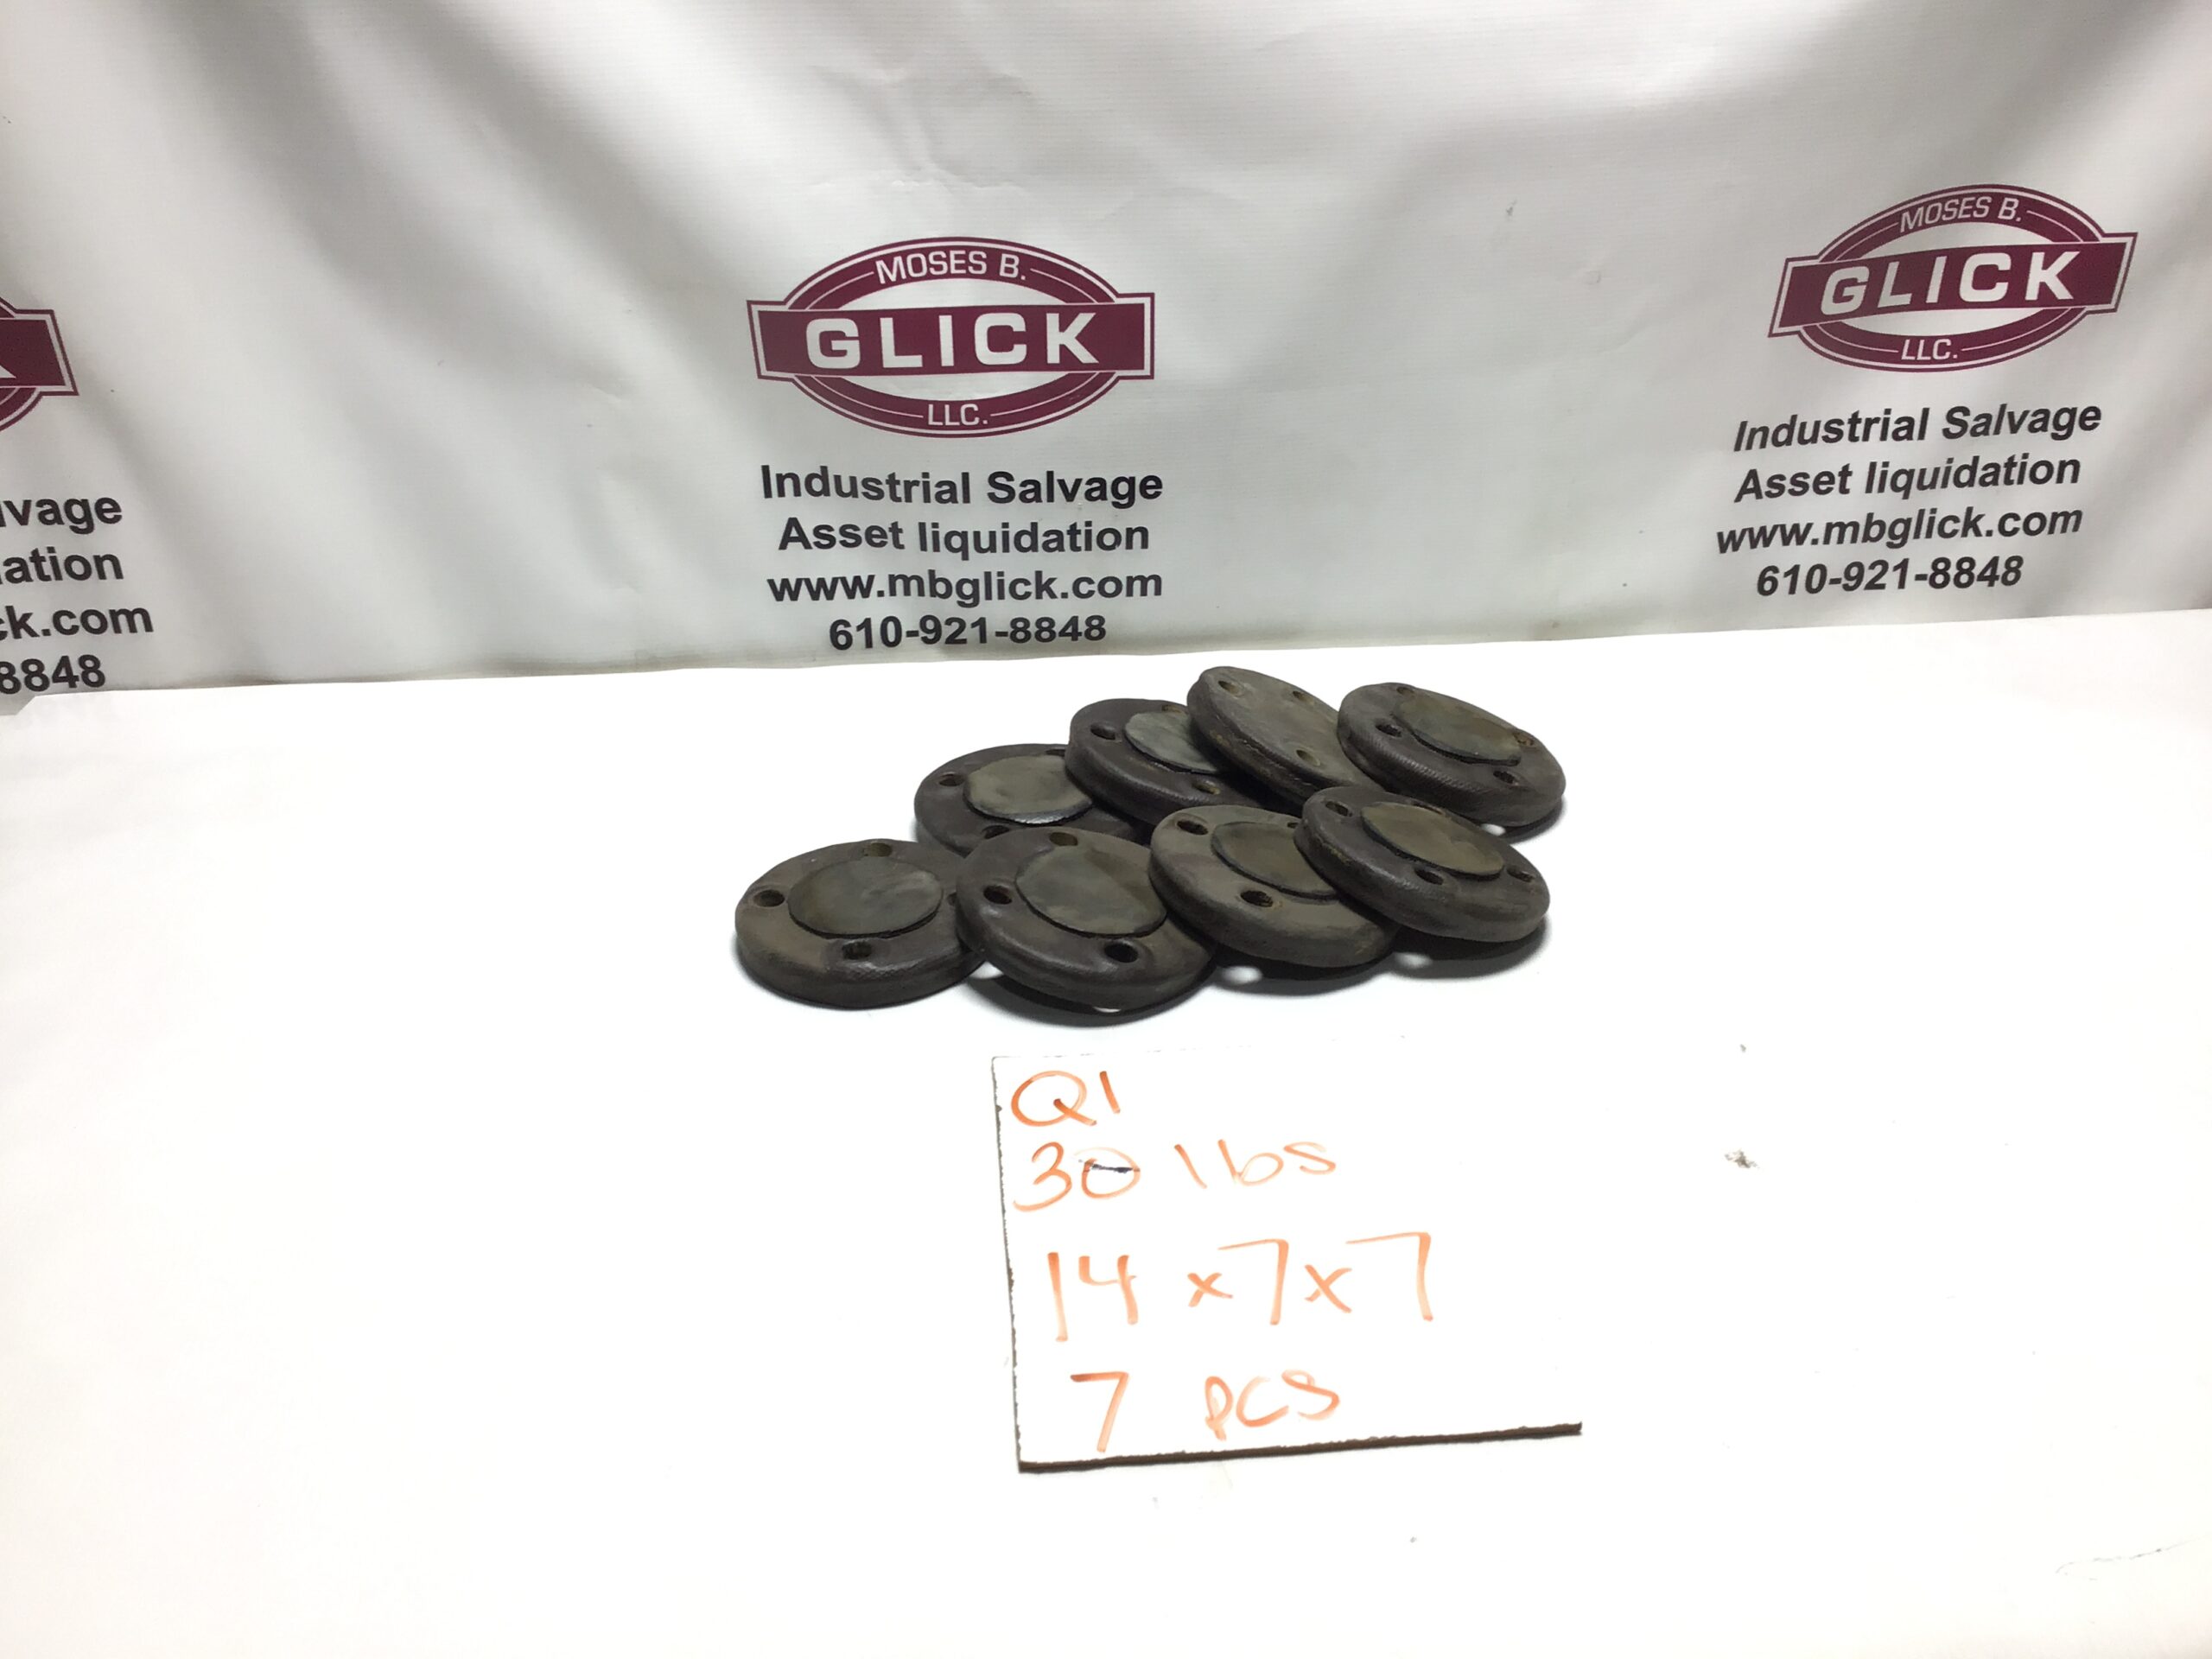 MOSES B.
GLICK
LLC.
Industrial Salvage
Asset liquidation
www.mbglick.com
610-921-8848
MOSES B.
GLICK
LLC.
Industrial Salvage
Asset liquidation
www.mbglick.com
610-921-8848
vage
ation
k.com
8848
Q1
30 lbs
14 x 7 x 7
7 pcs